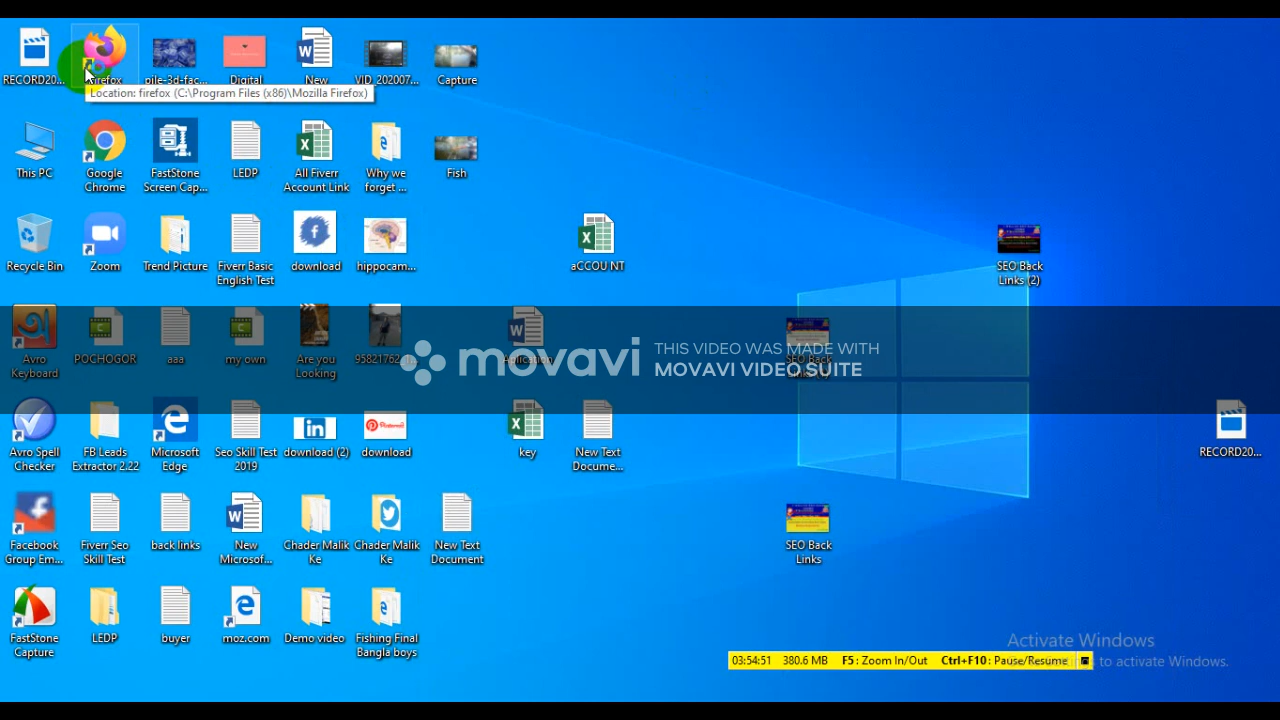 RECORD20...
Firefox
pile-3d-fac...
Digital
New
VID_202007...
Capture
Location: firefox (C:\Program Files (x86)\Mozilla Firefox)
This PC
Google
Chrome
FastStone
Screen Cap...
LEDP
All Fiverr
Account Link
Why we
forget ...
Fish
Recycle Bin
Zoom
Trend Picture
Fiverr Basic
English Test
download
hippocam...
aCCOU NT
SEO Back
Links (2)
Avro
Keyboard
POCHOGOR
aaa
my.own
Are you
Looking
movavi
THIS VIDEO WAS MADE WITH
MOVAVI VIDEO SUITE
Avro Spell
Checker
FB Leads
Extractor 2.22
Microsoft
Edge
Seo Skill Test
2019
download (2)
download
key
New Text
Docume...
RECORD20...
Facebook
Group Em...
Fiverr Seo
Skill Test
back links
New
Microsof...
Chader Malik
Ke
Chader Malik
Ke
New Text
Document
SEO Back
Links
FastStone
Capture
LEDP
buyer
moz.com
Demo video
Fishing Final
Bangla boys
Activate Windows
to activate Windows.
03:54:51 380.6 MB F5 : Zoom In/Out Ctrl+F10 : Pause/Resume